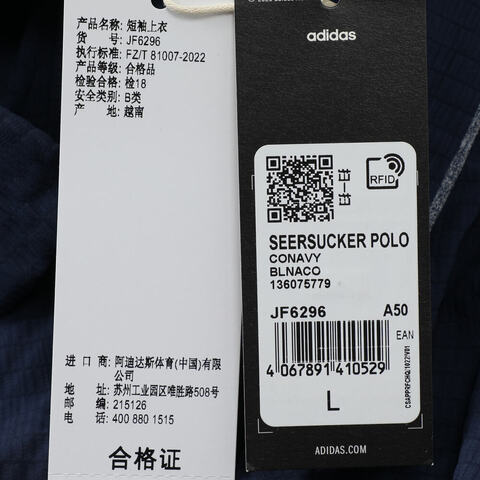 产品名称: 短袖上衣
货 号: JF6296
执行标准: FZ/T 81007-2022
产品等级: 合格品
检验合格: 检18
安全类别: B类
产 地: 越南
进 口 商: 阿迪达斯体育(中国)有限
公司
地 址: 苏州工业园区唯胜路508号
邮 编: 215126
电 话: 400 880 1515
合格证
adidas
扫一扫
RFID
SEERSUCKER POLO
CONAVY
BLNACO
136075779
JF6296 A50
EAN
4 067891 410529
L
ADIDAS.COM